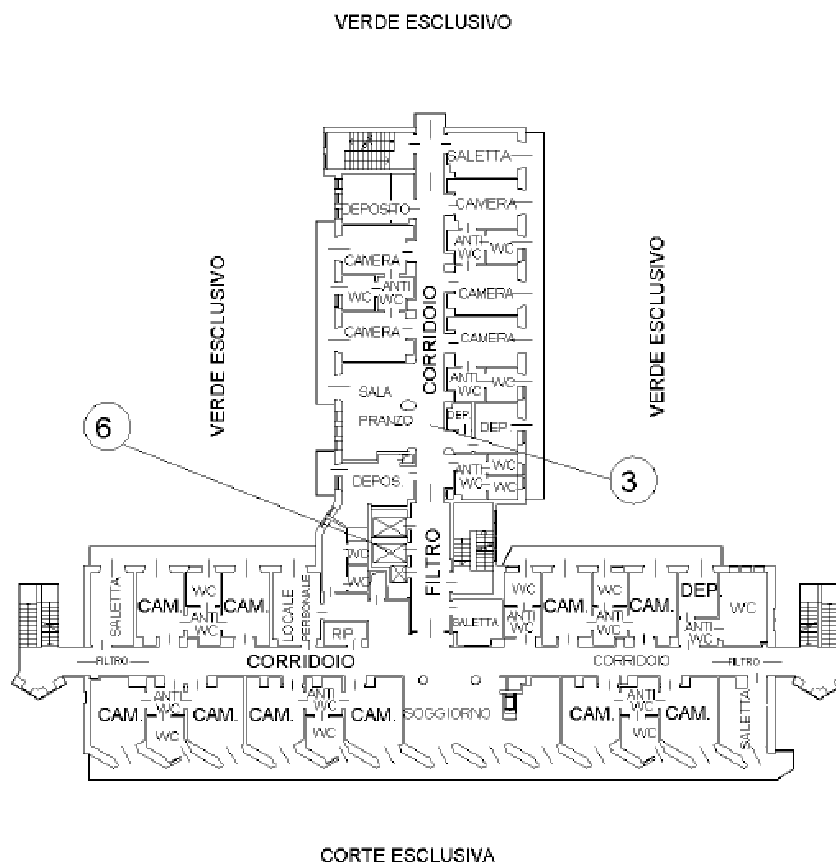 VERDE ESCLUSIVO
SALETTA
CAMERA
DEPOSITO
ANTI
WC
WC
CAMERA
ANTI
WC
WC
CAMERA
CORRIDOIO
VERDE ESCLUSIVO
VERDE ESCLUSIVO
CAMERA
CAMERA
ANTI
WC
WC
SALA
PRANZO
DEP.
DEP.
6
3
ANTI
WC
WC
WC
DEPOS.
FILTRO
WC
WC
SALETTA
CAM.
WC
ANTI
WC
CAM.
LOCALE
PERSONALE
RIP.
SALETTA
WC
ANTI
WC
CAM.
WC
ANTI
WC
CAM.
DEP.
ANTI
WC
WC
FILTRO
CORRIDOIO
CORRIDOIO
FILTRO
CAM.
ANTI
WC
WC
CAM.
CAM.
ANTI
WC
WC
CAM.
SOGGIORNO
CAM.
ANTI
WC
WC
CAM.
SALETTA
CORTE ESCLUSIVA